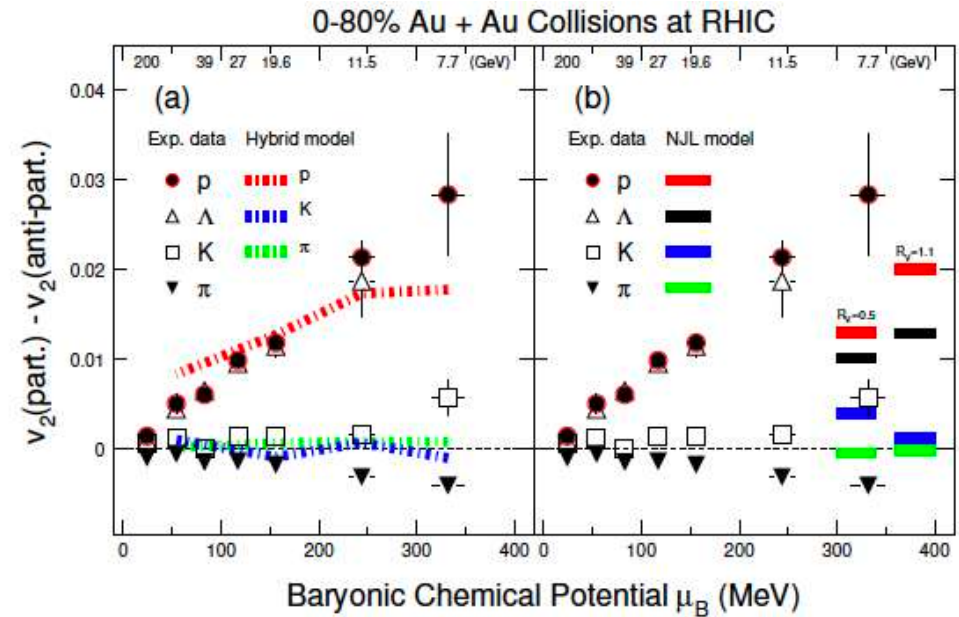 0-80% Au + Au Collisions at RHIC
200 39 27 19.6 11.5 7.7 (GeV)
(a)
Exp. data Hybrid model
p p
Λ K
K π
π
200 39 27 19.6 11.5 7.7 (GeV)
(b)
Exp. data NJL model
p
Λ
K
π
R_V=1.1
R_V=0.5
v₂(part.) - v₂(anti-part.)
0.04
0.03
0.02
0.01
0
0 100 200 300 400
0 100 200 300 400
Baryonic Chemical Potential μ_B (MeV)